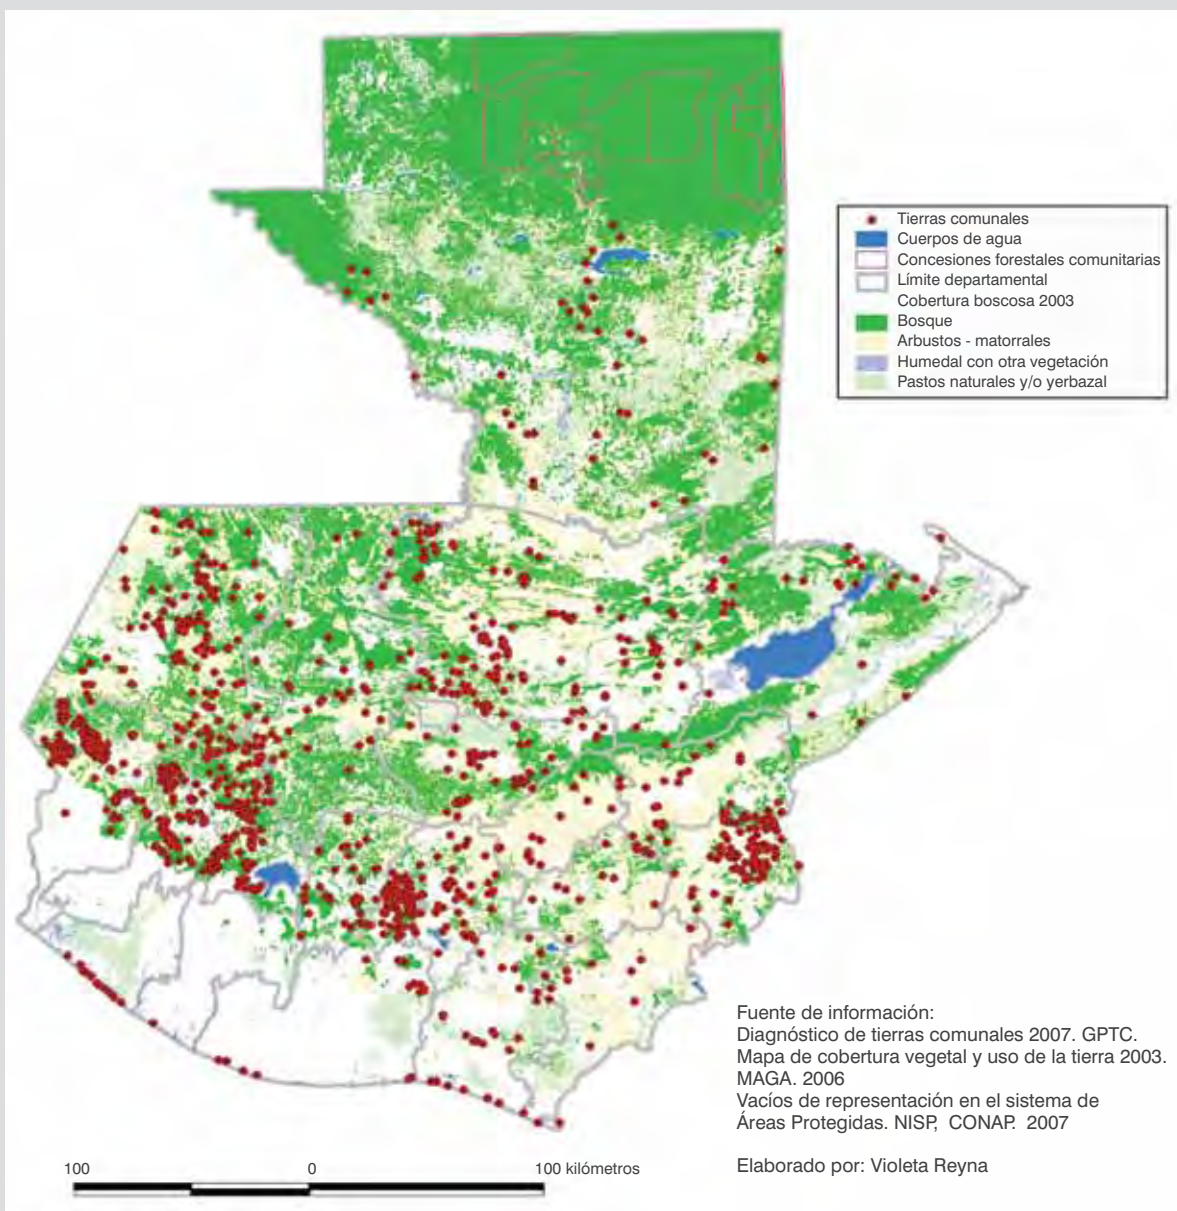 Tierras comunales
Cuerpos de agua
Concesiones forestales comunitarias
Límite departamental
Cobertura boscosa 2003
Bosque
Arbustos - matorrales
Humedal con otra vegetación
Pastos naturales y/o yerbazal
Fuente de información:
Diagnóstico de tierras comunales 2007. GPTC.
Mapa de cobertura vegetal y uso de la tierra 2003.
MAGA. 2006
Vacíos de representación en el sistema de
Áreas Protegidas. NISP, CONAP. 2007
Elaborado por: Violeta Reyna
100 0 100 kilómetros